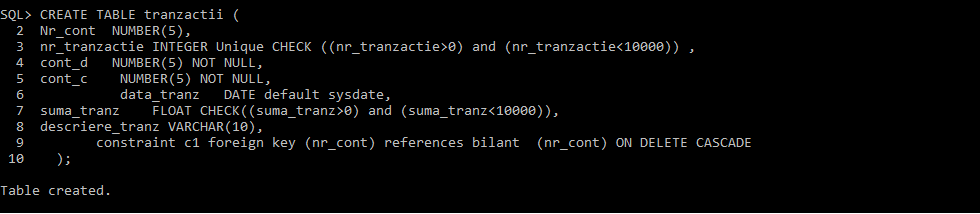 SQL> CREATE TABLE tranzactii (
  2  Nr_cont  NUMBER(5),
  3  nr_tranzactie INTEGER Unique CHECK ((nr_tranzactie>0) and (nr_tranzactie<10000)) ,
  4  cont_d   NUMBER(5) NOT NULL,
  5  cont_c    NUMBER(5) NOT NULL,
  6            data_tranz   DATE default sysdate,
  7  suma_tranz    FLOAT CHECK((suma_tranz>0) and (suma_tranz<10000)),
  8  descriere_tranz VARCHAR(10),
  9         constraint c1 foreign key (nr_cont) references bilant  (nr_cont) ON DELETE CASCADE
 10    );
Table created.